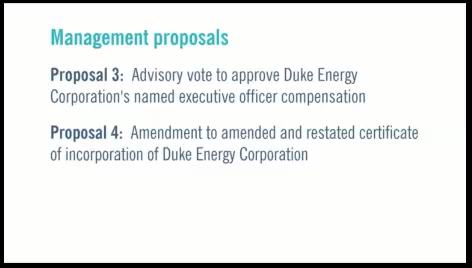 Management proposals
Proposal 3: Advisory vote to approve Duke Energy
Corporation's named executive officer compensation
Proposal 4: Amendment to amended and restated certificate
of incorporation of Duke Energy Corporation